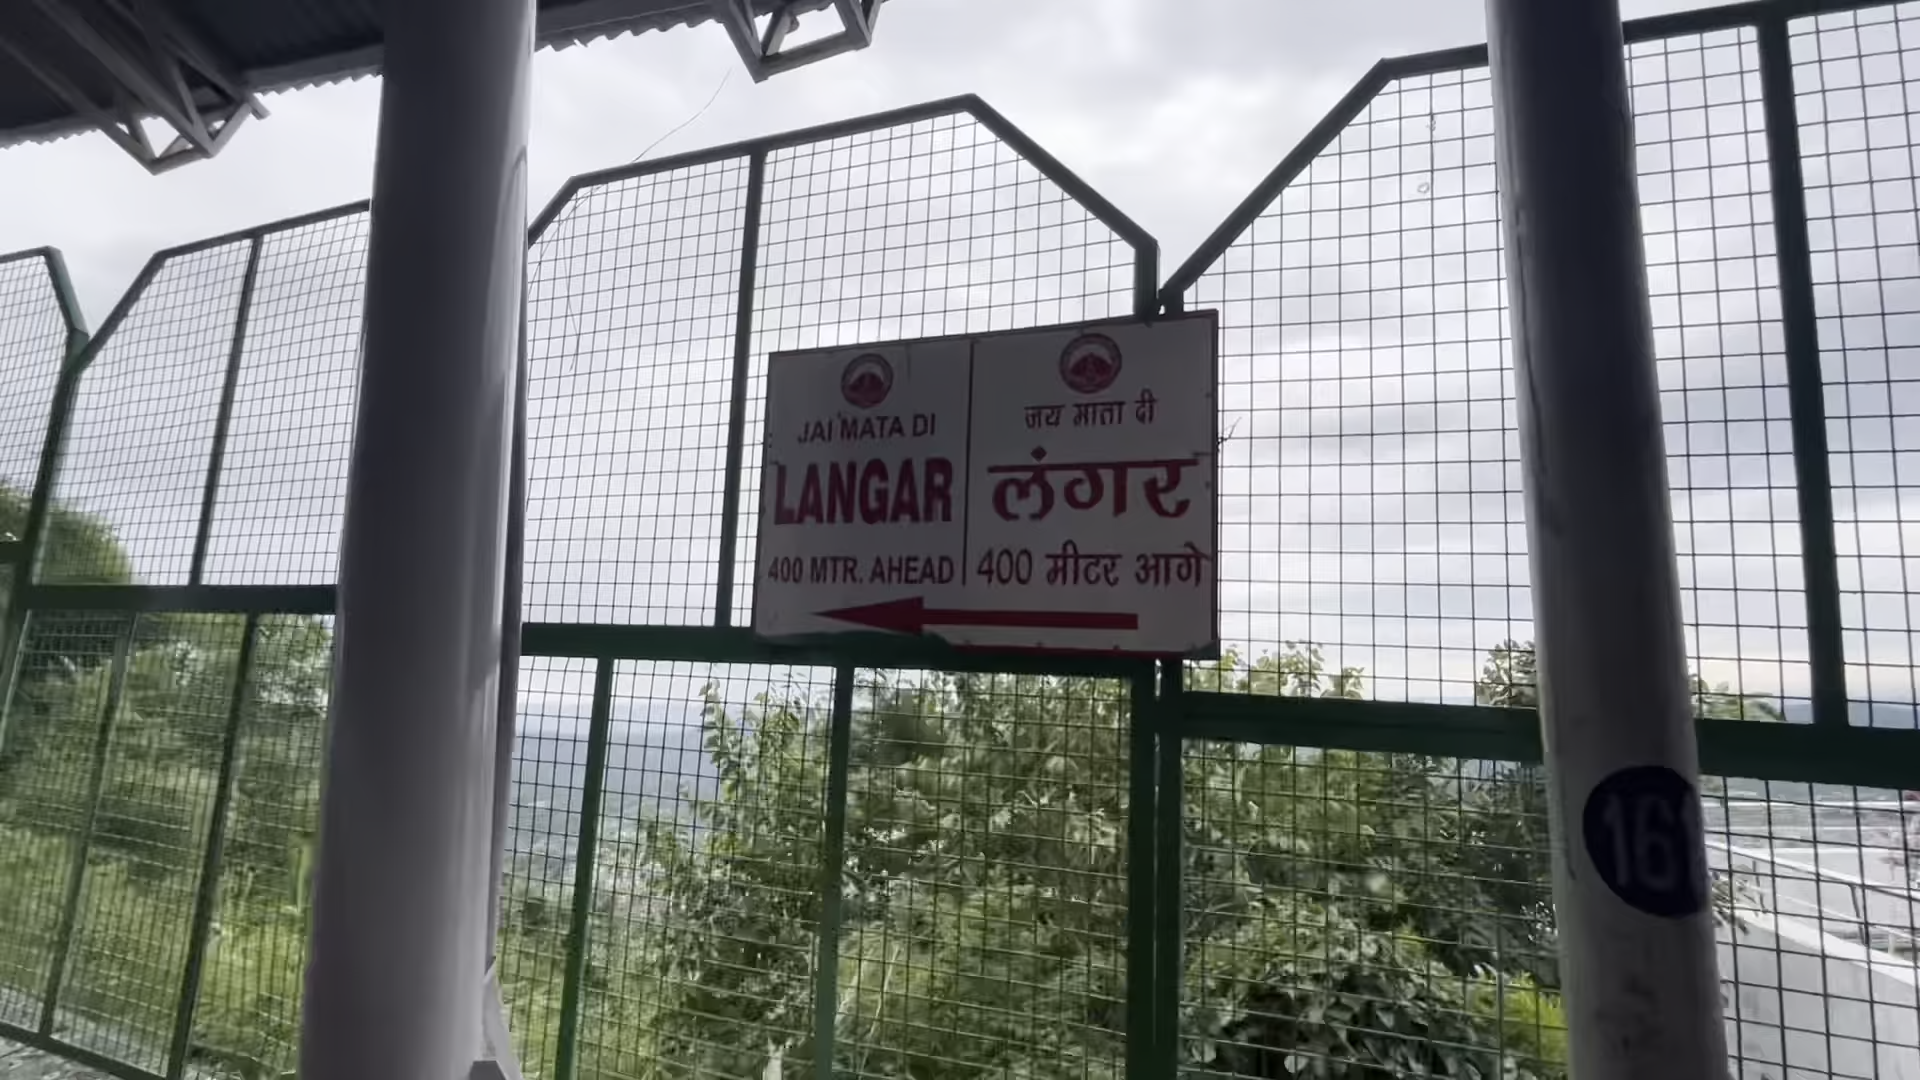 JAI MATA DI
LANGAR
400 MTR. AHEAD
जय माता दी
लंगर
400 मीटर आगे